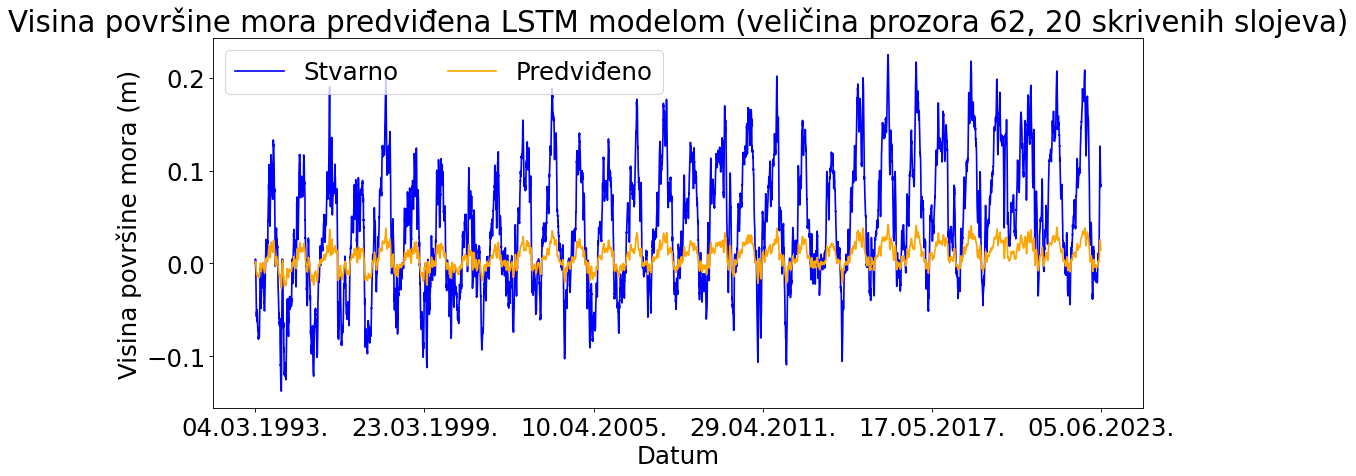 Visina površine mora predviđena LSTM modelom (veličina prozora 62, 20 skrivenih slojeva)
Stvarno
Predviđeno
Visina površine mora (m)
0.2
0.1
0.0
−0.1
04.03.1993.
23.03.1999.
10.04.2005.
29.04.2011.
17.05.2017.
05.06.2023.
Datum